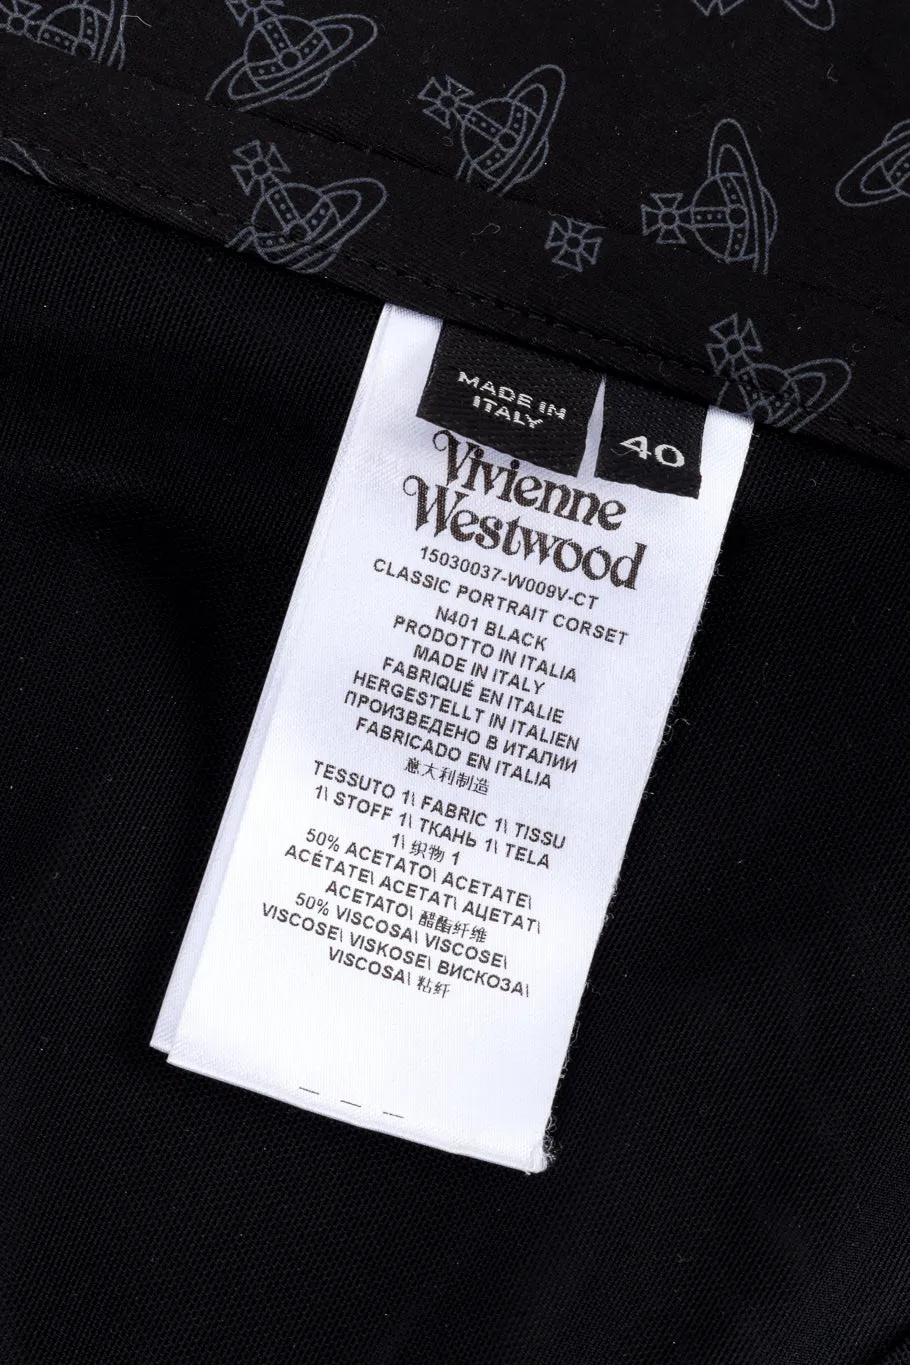 MADE IN
ITALY
40
Vivienne
Westwood
15030037-W009V-CT
CLASSIC PORTRAIT CORSET
N401 BLACK
PRODOTTO IN ITALIA
MADE IN ITALY
FABRIQUÉ EN ITALIE
HERGESTELLT IN ITALIEN
ПРОИЗВЕДЕНО В ИТАЛИИ
FABRICADO EN ITALIA
意大利制造
TESSUTO 1\ FABRIC 1\ TISSU
1\ STOFF 1\ ТКАНЬ 1\ TELA
1\ 织物 1
50% ACETATO\ ACETATE\
ACÉTATE\ ACETAT\ АЦЕТАТ\
ACETATO\ 醋酯纤维
50% VISCOSA\ VISCOSE\
VISCOSE\ VISKOSE\ ВИСКОЗА\
VISCOSA\ 粘纤